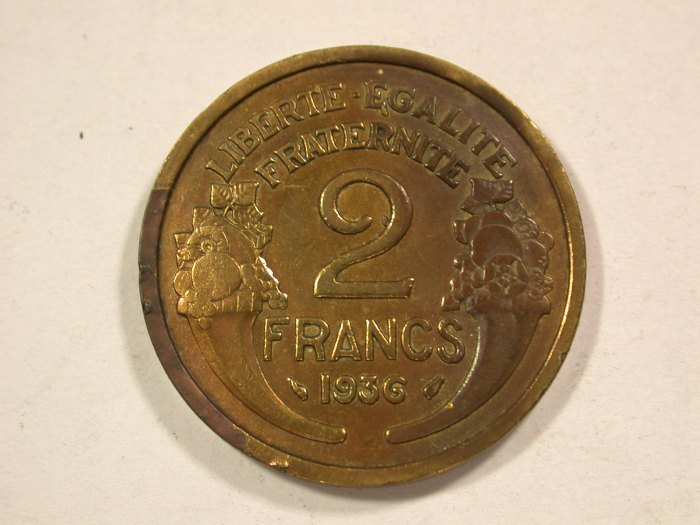 LIBERTE-EGALITE
FRATERNITE
2
FRANCS
1936